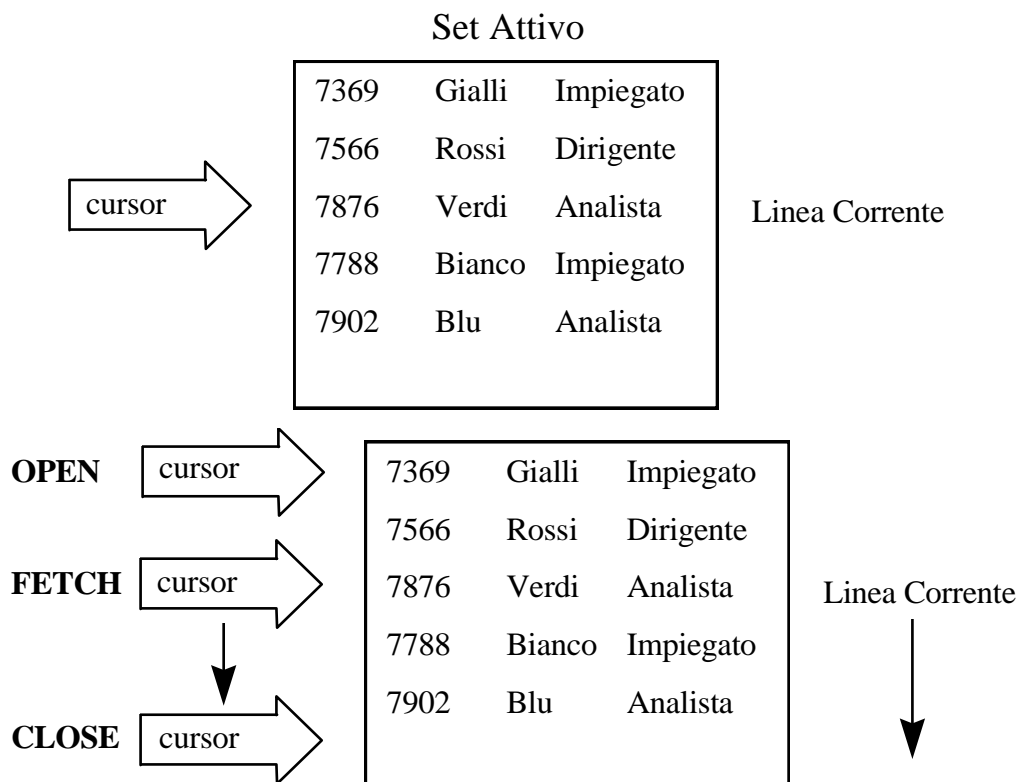 Set Attivo
7369 Gialli Impiegato
7566 Rossi Dirigente
cursor 7876 Verdi Analista Linea Corrente
7788 Bianco Impiegato
7902 Blu Analista
OPEN cursor 7369 Gialli Impiegato
7566 Rossi Dirigente
FETCH cursor 7876 Verdi Analista Linea Corrente
7788 Bianco Impiegato
7902 Blu Analista
CLOSE cursor